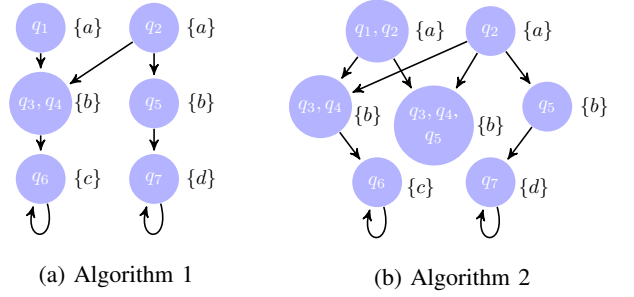 q1 {a} q2 {a}
q3, q4 {b} q5 {b}
q6 {c} q7 {d}
(a) Algorithm 1
q1, q2 {a} q2 {a}
q3, q4 {b} q3, q4, q5 {b} q5 {b}
q6 {c} q7 {d}
(b) Algorithm 2